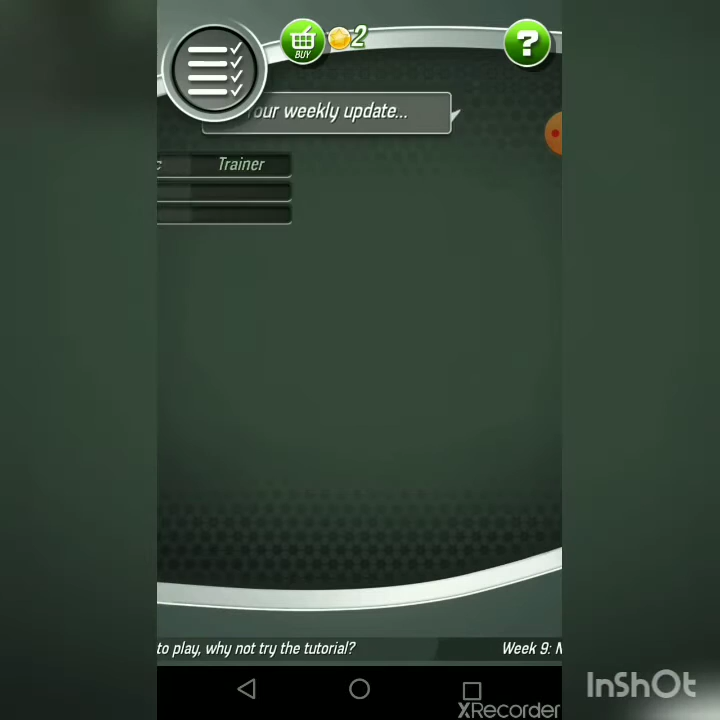 BUY
2
?
our weekly update...
c Trainer
to play, why not try the tutorial?
Week 9:
InShOt
XRecorder